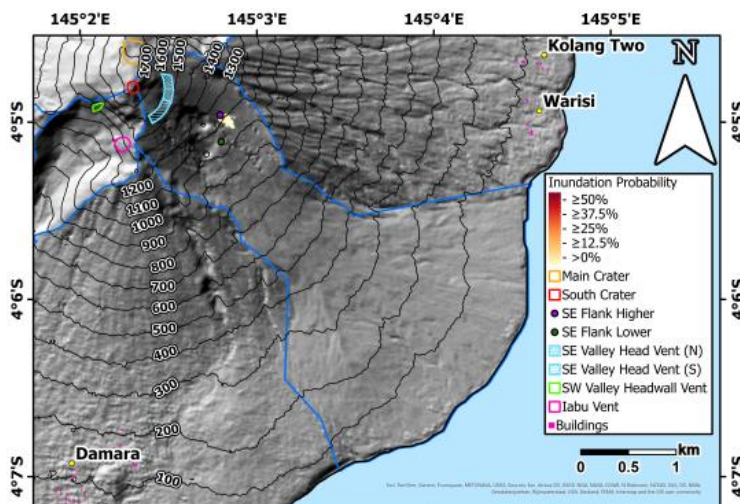 145°2'E 145°3'E 145°4'E 145°5'E
Kolang Two
N
1700
1600
1500
1400
1300
Warisi
4°5'S
4°5'S
Inundation Probability
- ≥50%
- ≥37.5%
- ≥25%
- ≥12.5%
- >0%
Main Crater
South Crater
SE Flank Higher
SE Flank Lower
SE Valley Head Vent (N)
SE Valley Head Vent (S)
SW Valley Headwall Vent
Iabu Vent
Buildings
1200
1100
1000
900
800
700
600
500
400
300
200
100
4°6'S
4°6'S
0 0.5 1 km
Damara
4°7'S
4°7'S